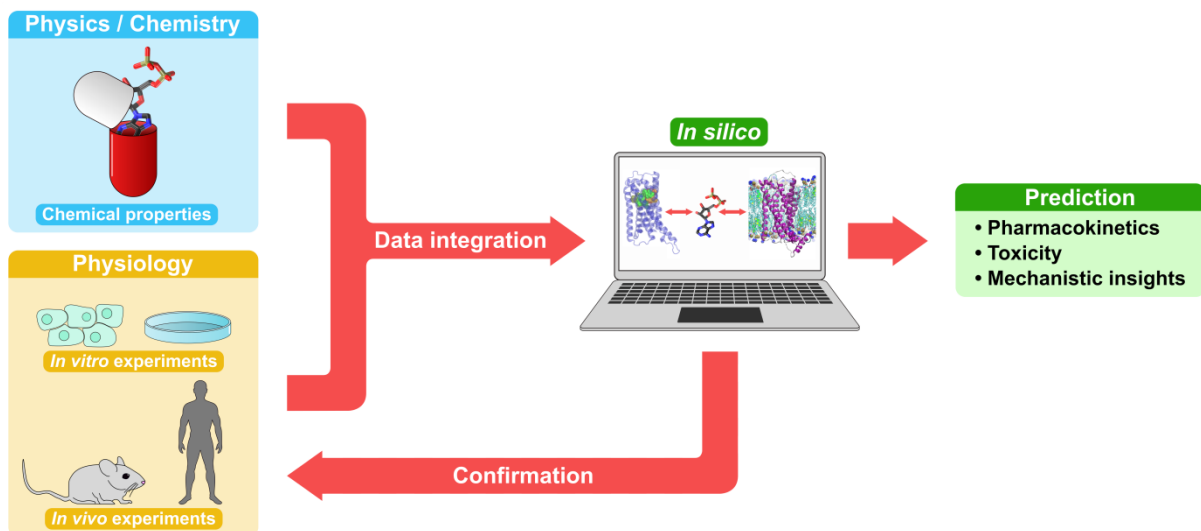 Physics / Chemistry
Chemical properties
Physiology
In vitro experiments
In vivo experiments
Data integration
In silico
Confirmation
Prediction
• Pharmacokinetics
• Toxicity
• Mechanistic insights